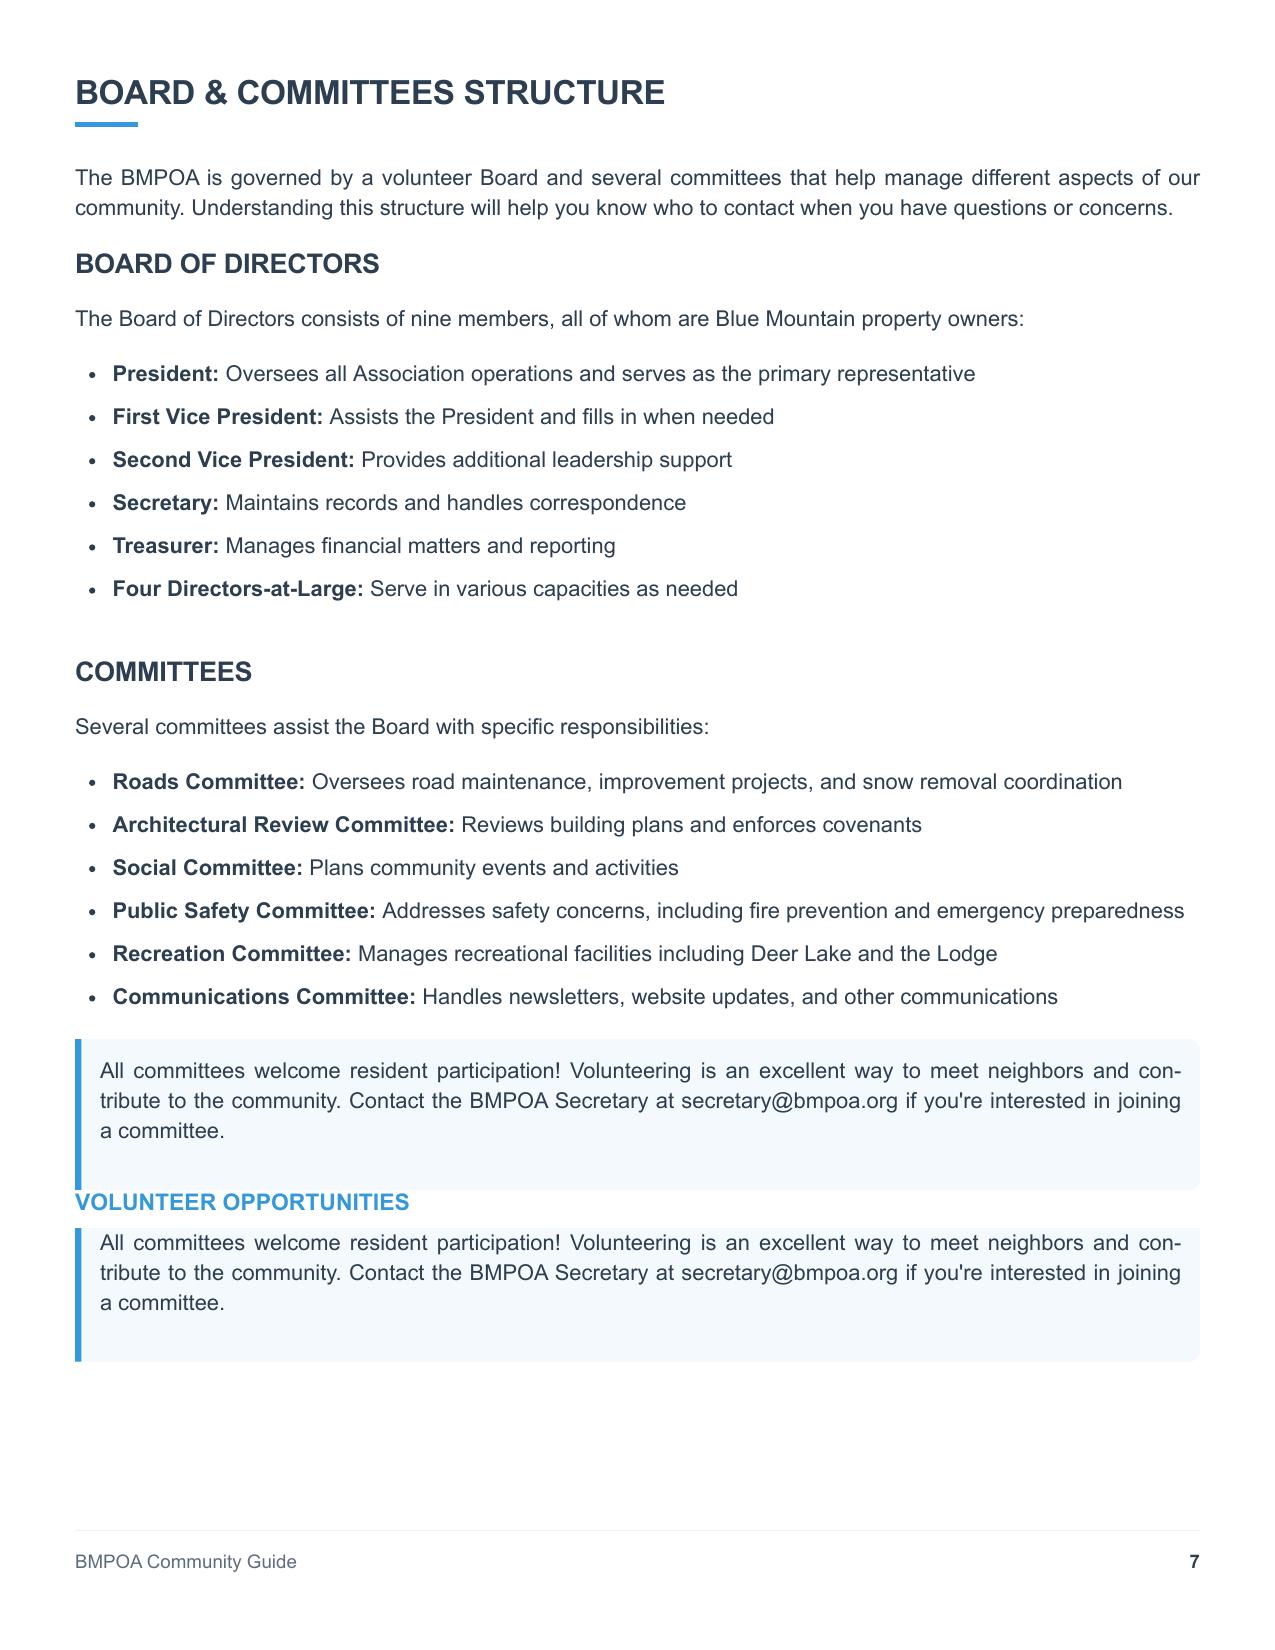 BOARD & COMMITTEES STRUCTURE
The BMPOA is governed by a volunteer Board and several committees that help manage different aspects of our
community. Understanding this structure will help you know who to contact when you have questions or concerns.
BOARD OF DIRECTORS
The Board of Directors consists of nine members, all of whom are Blue Mountain property owners:
• President: Oversees all Association operations and serves as the primary representative
• First Vice President: Assists the President and fills in when needed
• Second Vice President: Provides additional leadership support
• Secretary: Maintains records and handles correspondence
• Treasurer: Manages financial matters and reporting
• Four Directors-at-Large: Serve in various capacities as needed
COMMITTEES
Several committees assist the Board with specific responsibilities:
• Roads Committee: Oversees road maintenance, improvement projects, and snow removal coordination
• Architectural Review Committee: Reviews building plans and enforces covenants
• Social Committee: Plans community events and activities
• Public Safety Committee: Addresses safety concerns, including fire prevention and emergency preparedness
• Recreation Committee: Manages recreational facilities including Deer Lake and the Lodge
• Communications Committee: Handles newsletters, website updates, and other communications
All committees welcome resident participation! Volunteering is an excellent way to meet neighbors and con-
tribute to the community. Contact the BMPOA Secretary at secretary@bmpoa.org if you're interested in joining
a committee.
VOLUNTEER OPPORTUNITIES
All committees welcome resident participation! Volunteering is an excellent way to meet neighbors and con-
tribute to the community. Contact the BMPOA Secretary at secretary@bmpoa.org if you're interested in joining
a committee.
BMPOA Community Guide
7